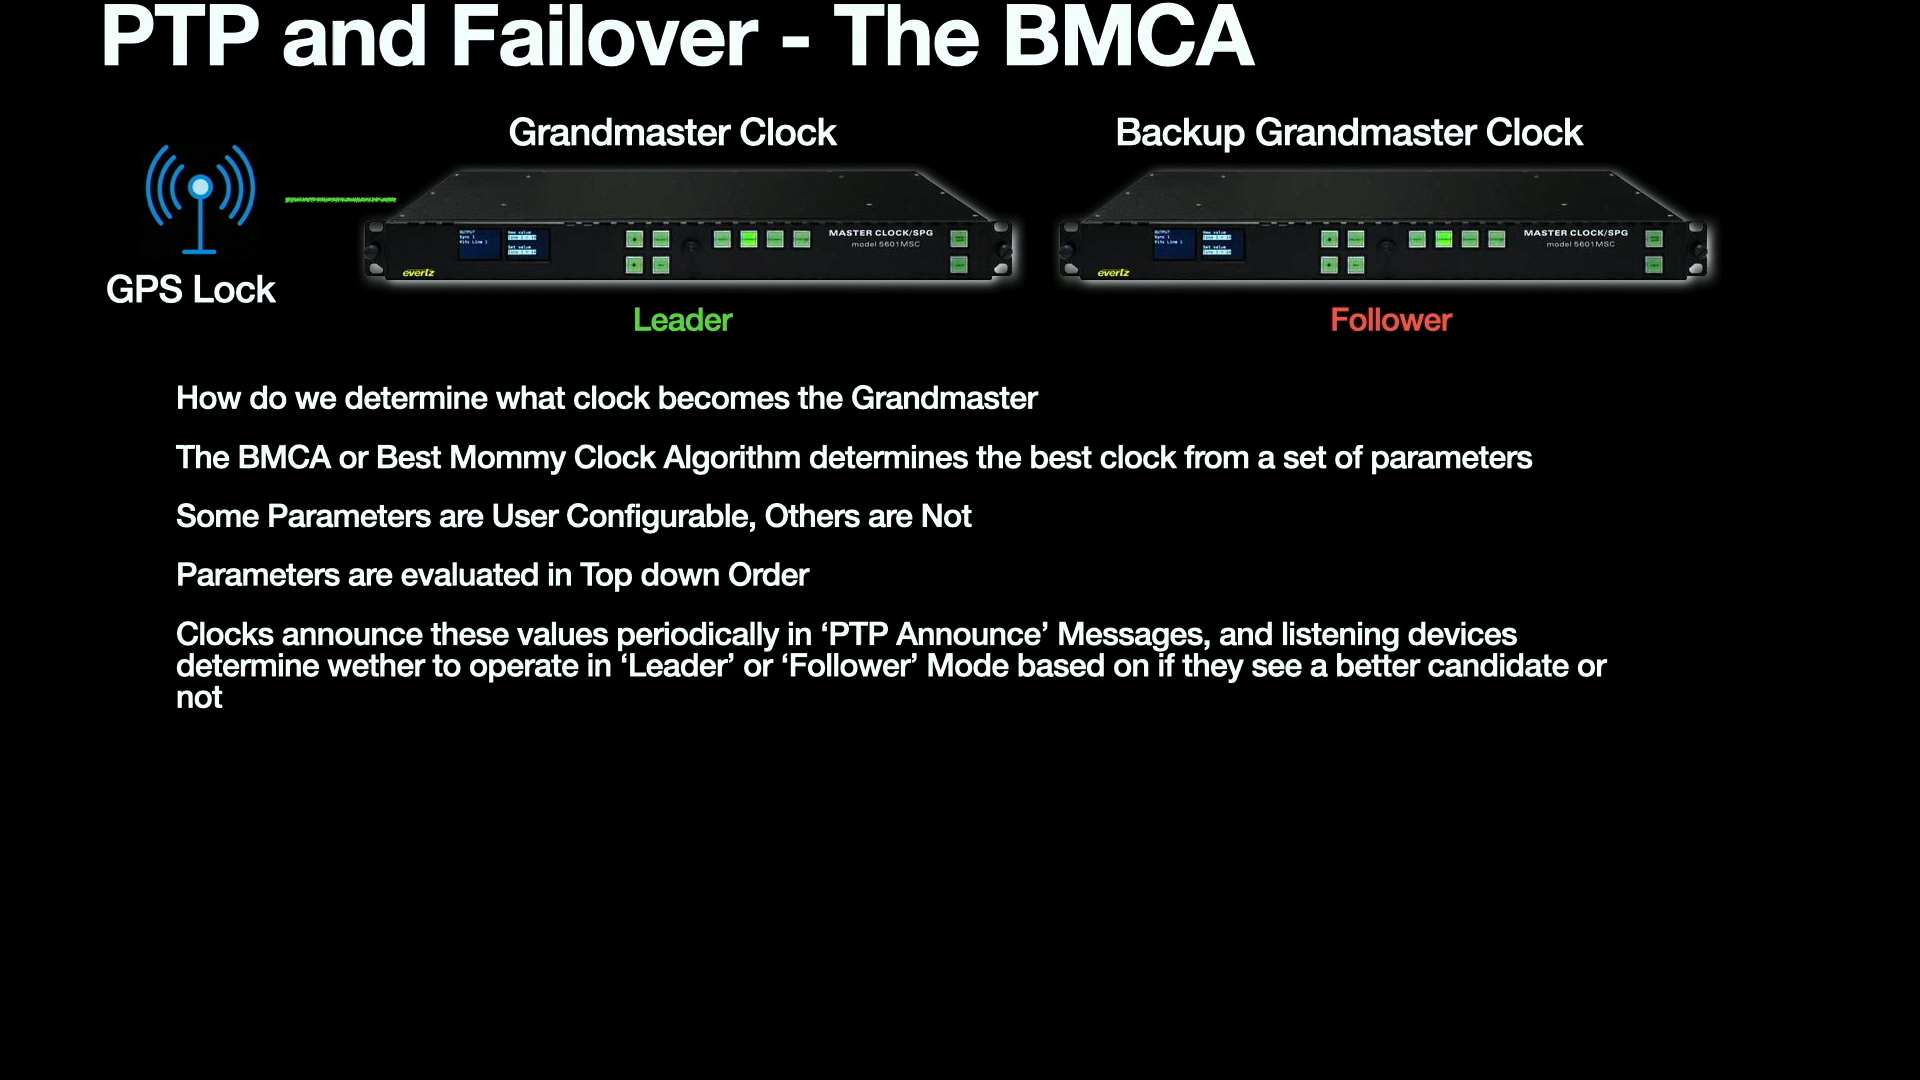 PTP and Failover - The BMCA
Grandmaster Clock
Backup Grandmaster Clock
MASTER CLOCK/SPG
model 5601MSC
evertz
MASTER CLOCK/SPG
model 5601MSC
evertz
GPS Lock
Leader
Follower
How do we determine what clock becomes the Grandmaster
The BMCA or Best Mommy Clock Algorithm determines the best clock from a set of parameters
Some Parameters are User Configurable, Others are Not
Parameters are evaluated in Top down Order
Clocks announce these values periodically in ‘PTP Announce’ Messages, and listening devices
determine wether to operate in ‘Leader’ or ‘Follower’ Mode based on if they see a better candidate or
not